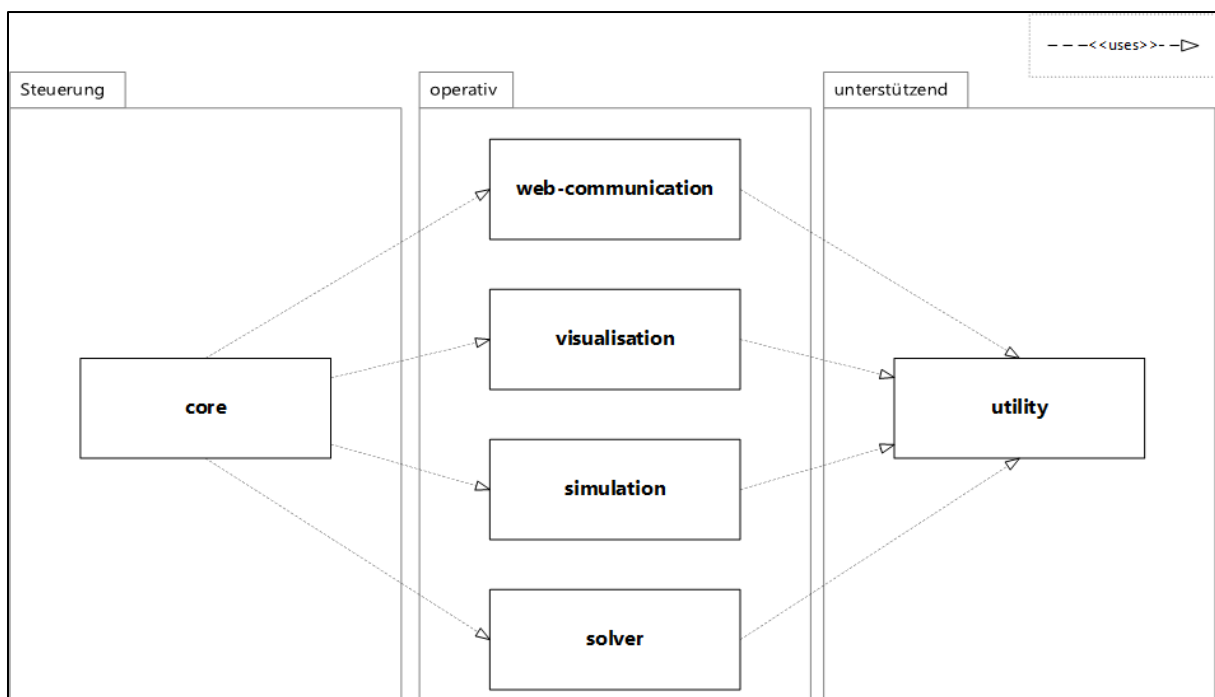 <<uses>>
Steuerung
operativ
unterstützend
web-communication
visualisation
core
utility
simulation
solver